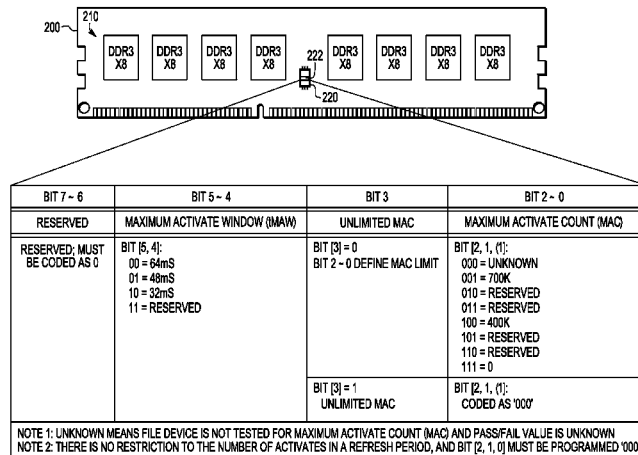 200
210
DDR3 X8
DDR3 X8
DDR3 X8
DDR3 X8
DDR3 X8
DDR3 X8
DDR3 X8
DDR3 X8
222
220
BIT 7 ~ 6
BIT 5 ~ 4
BIT 3
BIT 2 ~ 0
RESERVED
MAXIMUM ACTIVATE WINDOW (tMAW)
UNLIMITED MAC
MAXIMUM ACTIVATE COUNT (MAC)
RESERVED; MUST
BE CODED AS 0
BIT [5, 4]:
00 = 64mS
01 = 48mS
10 = 32mS
11 = RESERVED
BIT [3] = 0
BIT 2 ~ 0 DEFINE MAC LIMIT
BIT [2, 1, (1]:
000 = UNKNOWN
001 = 700K
010 = RESERVED
011 = RESERVED
100 = 400K
101 = RESERVED
110 = RESERVED
111 = 0
BIT [3] = 1
UNLIMITED MAC
BIT [2, 1, (1]:
CODED AS '000'
NOTE 1: UNKNOWN MEANS FILE DEVICE IS NOT TESTED FOR MAXIMUM ACTIVATE COUNT (MAC) AND PASS/FAIL VALUE IS UNKNOWN
NOTE 2: THERE IS NO RESTRICTION TO THE NUMBER OF ACTIVATES IN A REFRESH PERIOD, AND BIT [2, 1, 0] MUST BE PROGRAMMED '000